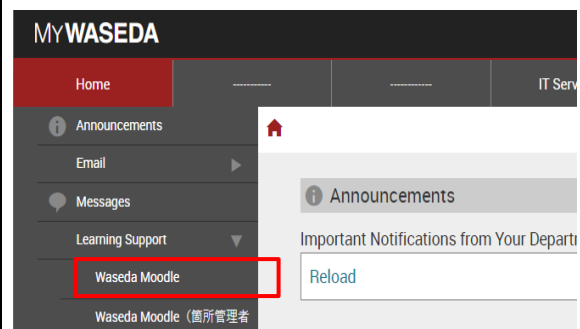 MYWASEDA
Home ---------- ----------- IT Serv
Announcements
Email
Messages
Learning Support
Waseda Moodle
Waseda Moodle（箇所管理者
Announcements
Important Notifications from Your Departm
Reload